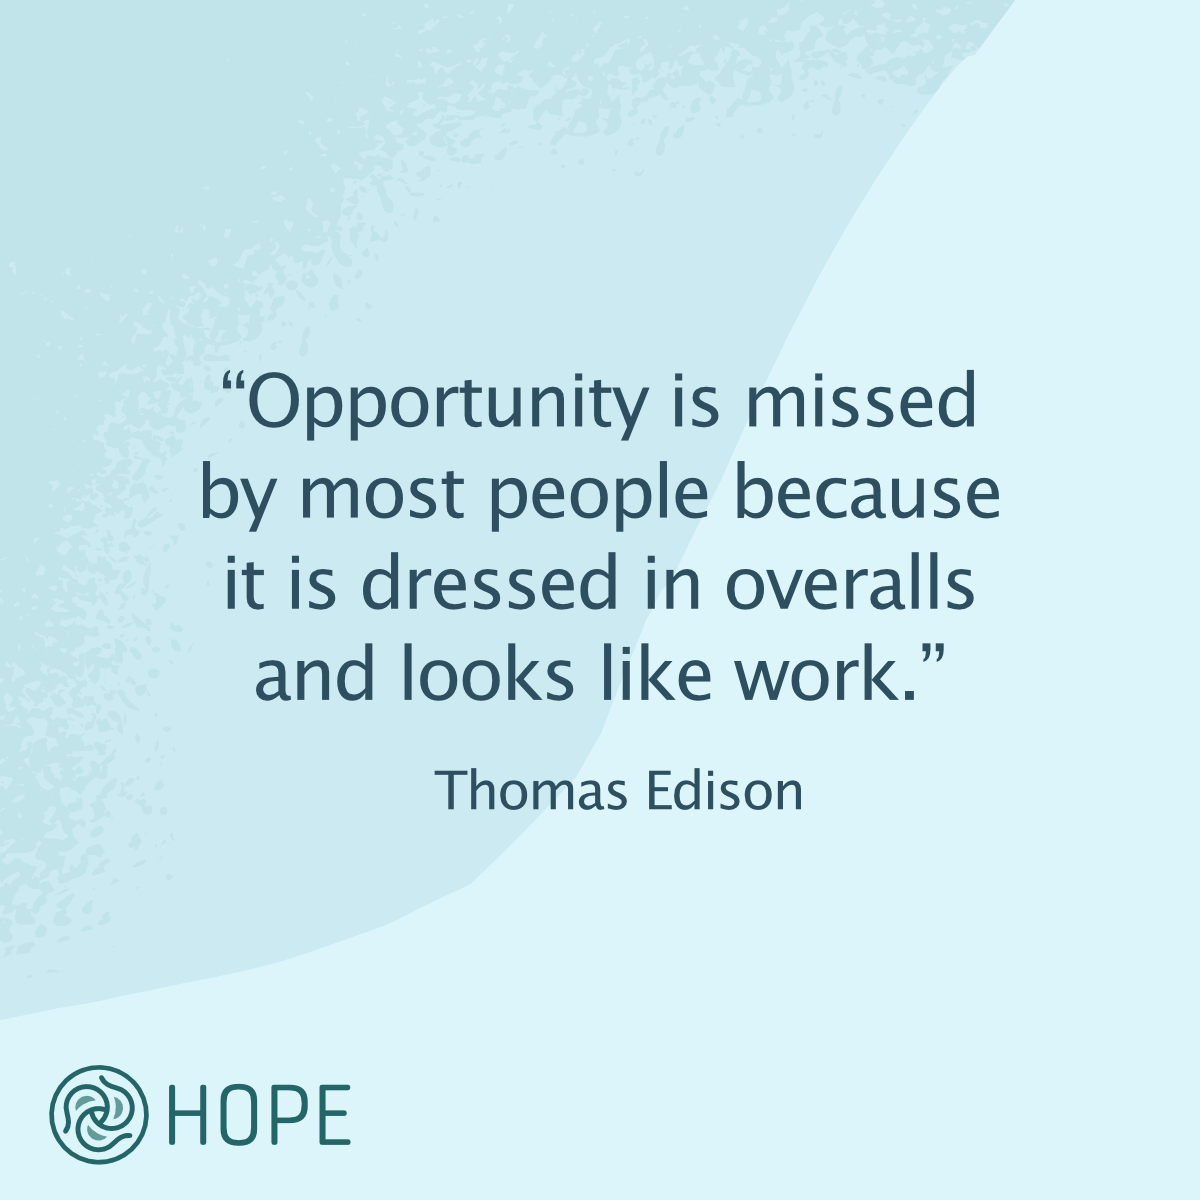 “Opportunity is missed
by most people because
it is dressed in overalls
and looks like work.”
Thomas Edison
HOPE